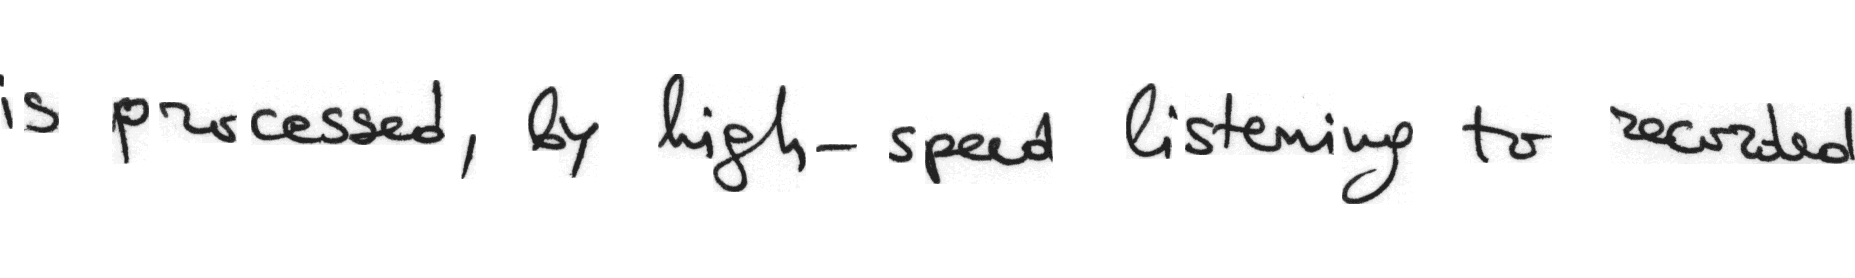 is processed, by high-speed listening to recorded